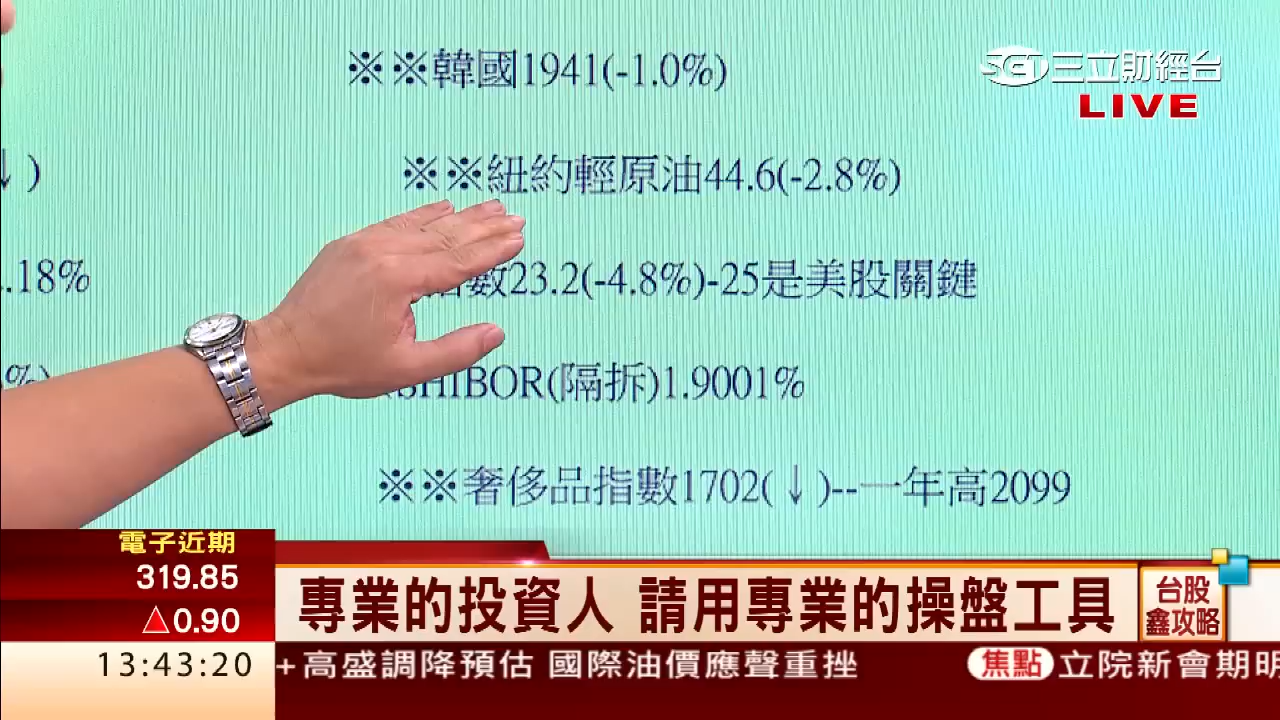 ※※韓國1941(-1.0%)
三立財經台
LIVE
↓)
※※紐約輕原油44.6(-2.8%)
.18%
數23.2(-4.8%)-25是美股關鍵
%)
SHIBOR(隔拆)1.9001%
※※奢侈品指數1702(↓)--一年高2099
電子近期
319.85
△0.90
專業的投資人 請用專業的操盤工具
台股
鑫攻略
13:43:20
+高盛調降預估 國際油價應聲重挫
焦點 立院新會期明